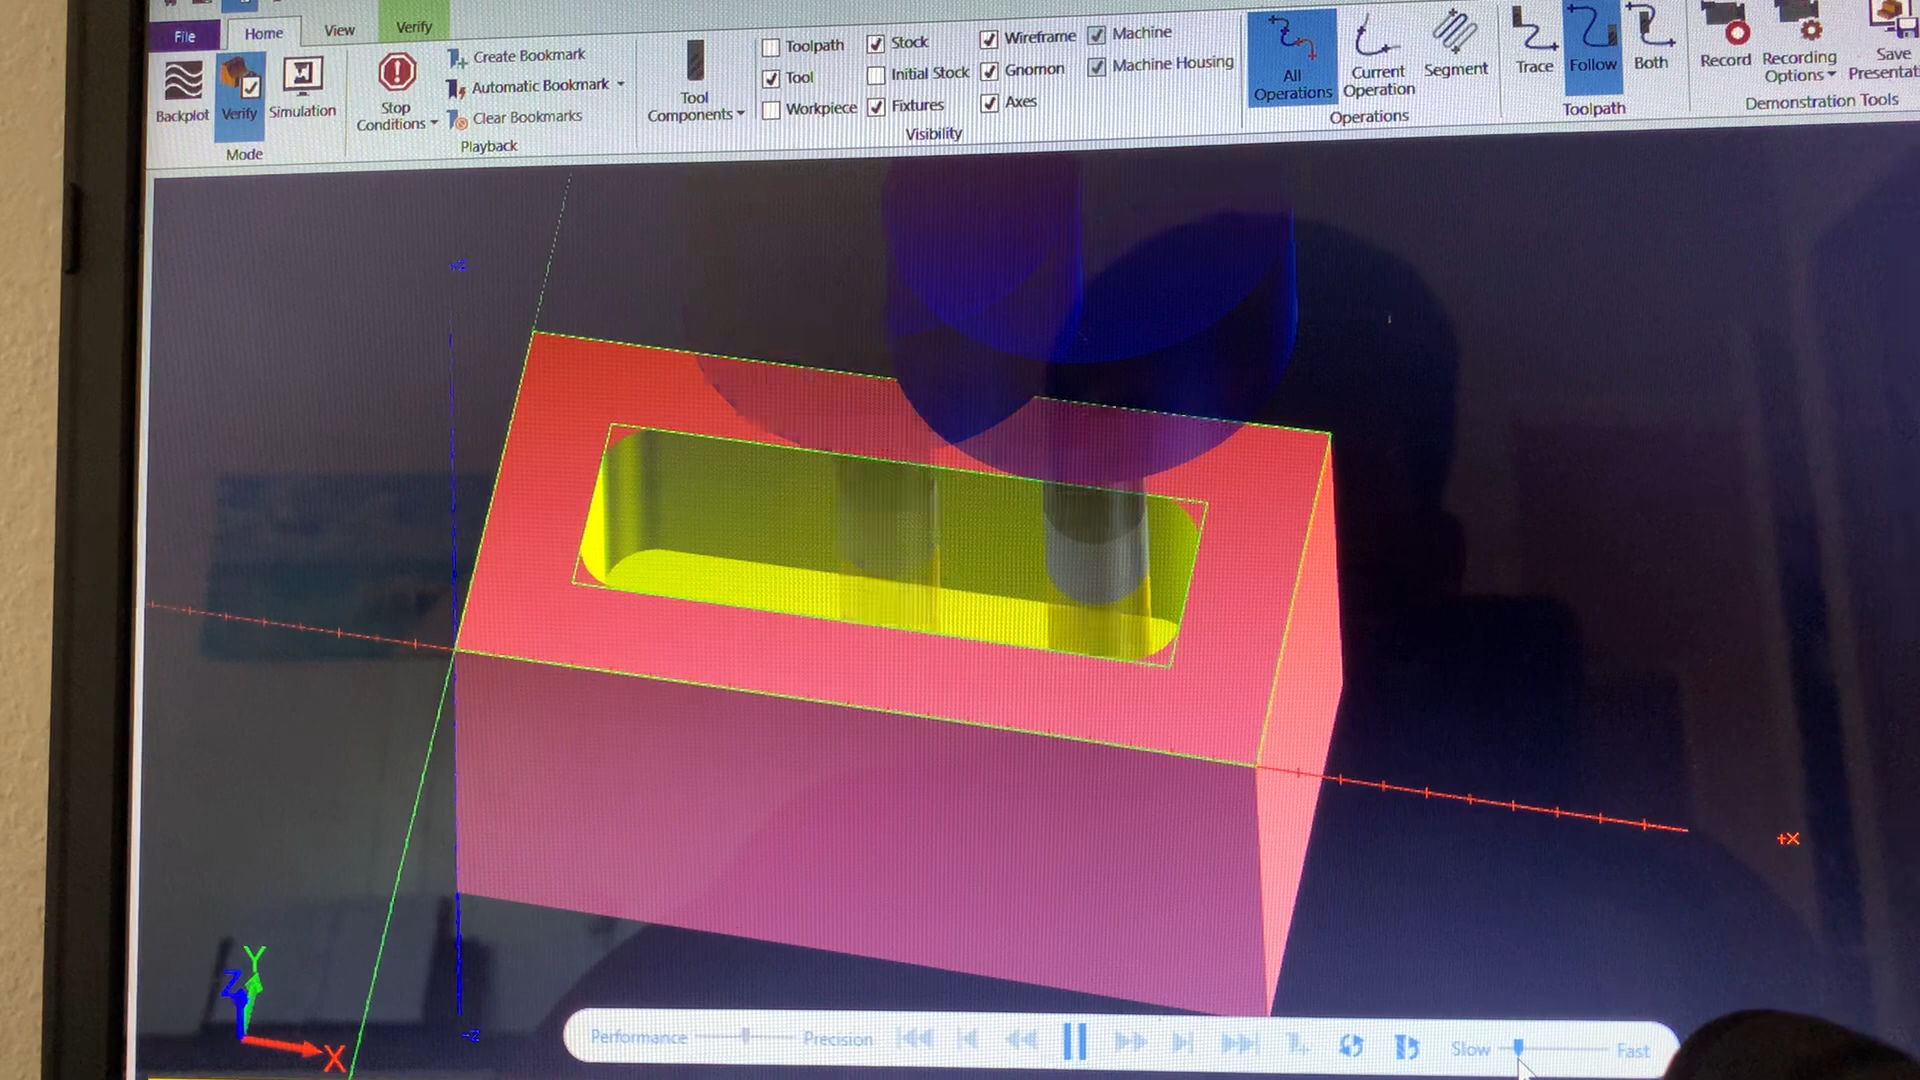 File
Home
View
Verify
Backplot
Verify
Simulation
Mode
Stop
Conditions
Create Bookmark
Automatic Bookmark
Clear Bookmarks
Playback
Tool
Components
Toolpath
Tool
Workpiece
Stock
Initial Stock
Fixtures
Wireframe
Gnomon
Axes
Machine
Machine Housing
Visibility
All
Operations
Current
Operation
Segment
Operations
Trace
Follow
Both
Toolpath
Record
Recording
Options
Save
Presentat
Demonstration Tools
+Z
+X
-Z
Y
Z
X
Performance
Precision
Slow
Fast